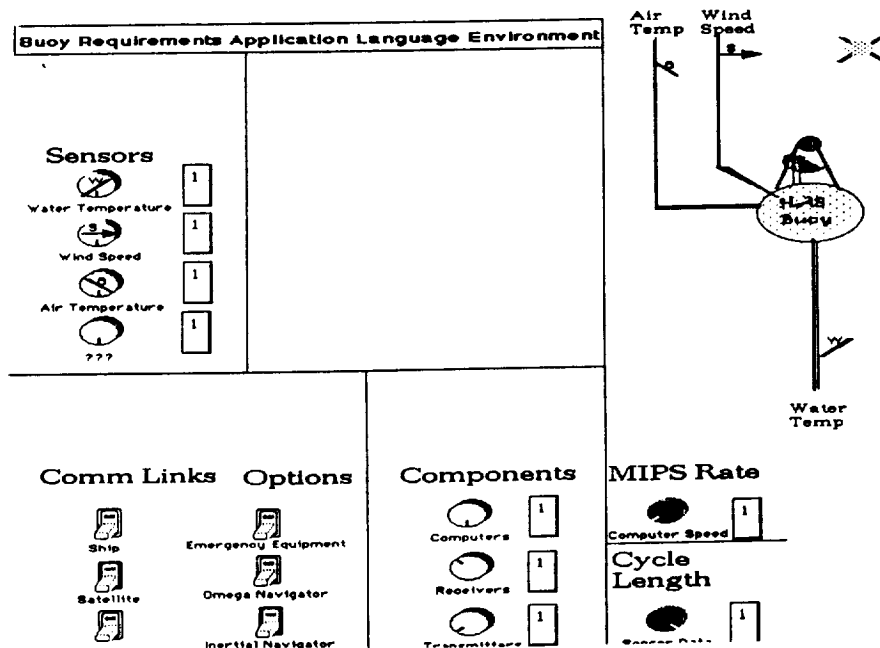 Buoy Requirements Application Language Environment
Air Temp
Wind Speed
S
Sensors
W
1
Water Temperature
S
1
Wind Speed
1
Air Temperature
1
???
Buoy
W
Water Temp
Comm Links
Options
Components
MIPS Rate
Ship
Emergency Equipment
Computers
1
Computer Speed
1
Satellite
Omega Navigator
Receivers
1
Cycle Length
Inertial Navigator
Transmitters
1
Sensor Data
1